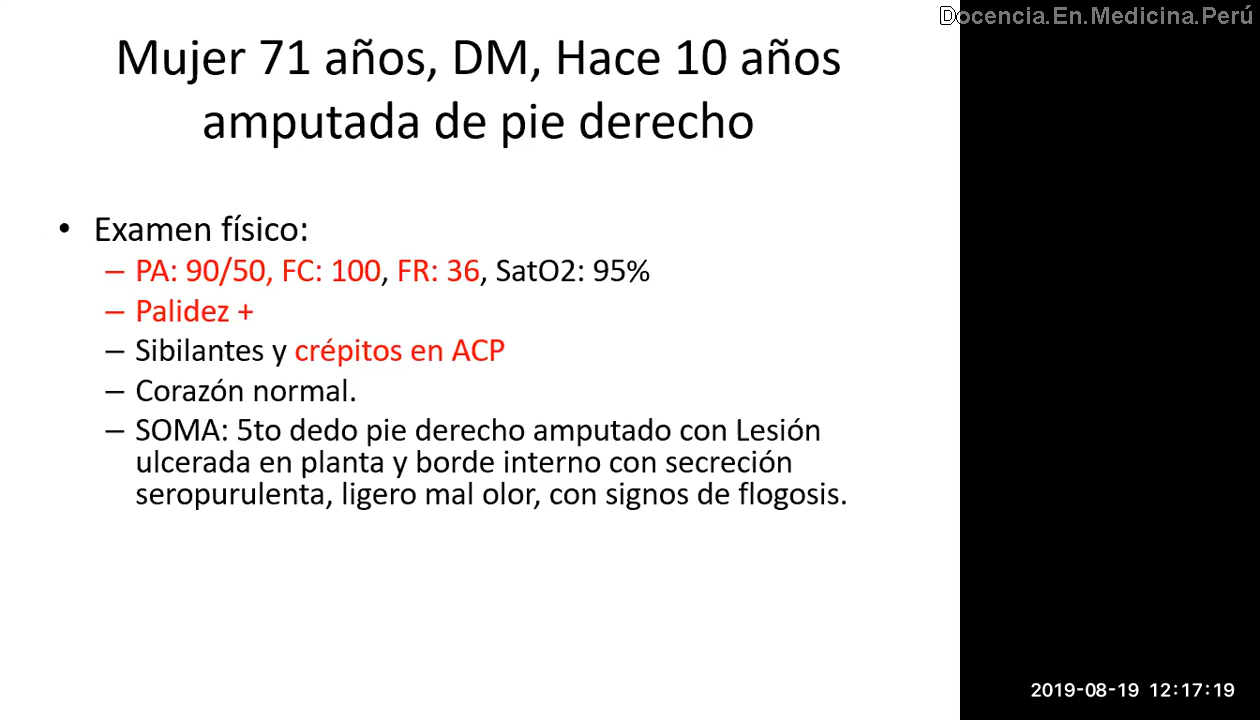 Docencia.En.Medicina.Perú
Mujer 71 años, DM, Hace 10 años
amputada de pie derecho
• Examen físico:
– PA: 90/50, FC: 100, FR: 36, SatO2: 95%
– Palidez +
– Sibilantes y crépitos en ACP
– Corazón normal.
– SOMA: 5to dedo pie derecho amputado con Lesión
ulcerada en planta y borde interno con secreción
seropurulenta, ligero mal olor, con signos de flogosis.
2019-08-19 12:17:19